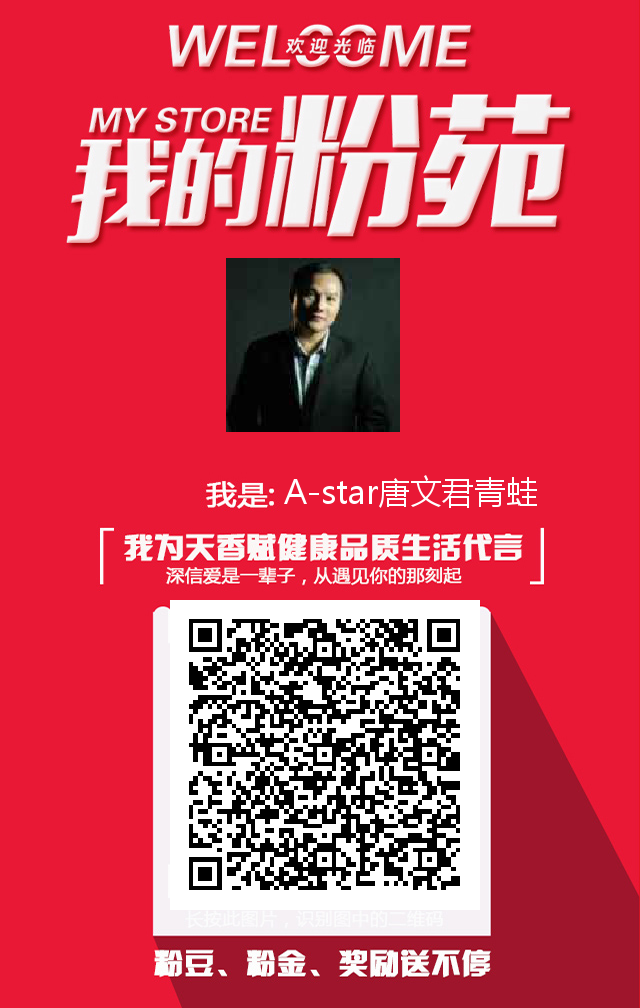 WELCOME
欢迎光临
MY STORE
我的粉苑
我是: A-star唐文君青蛙
我为天香赋健康品质生活代言
深信爱是一辈子，从遇见你的那刻起
长按此图片，识别图中的二维码
粉豆、粉金、奖励送不停